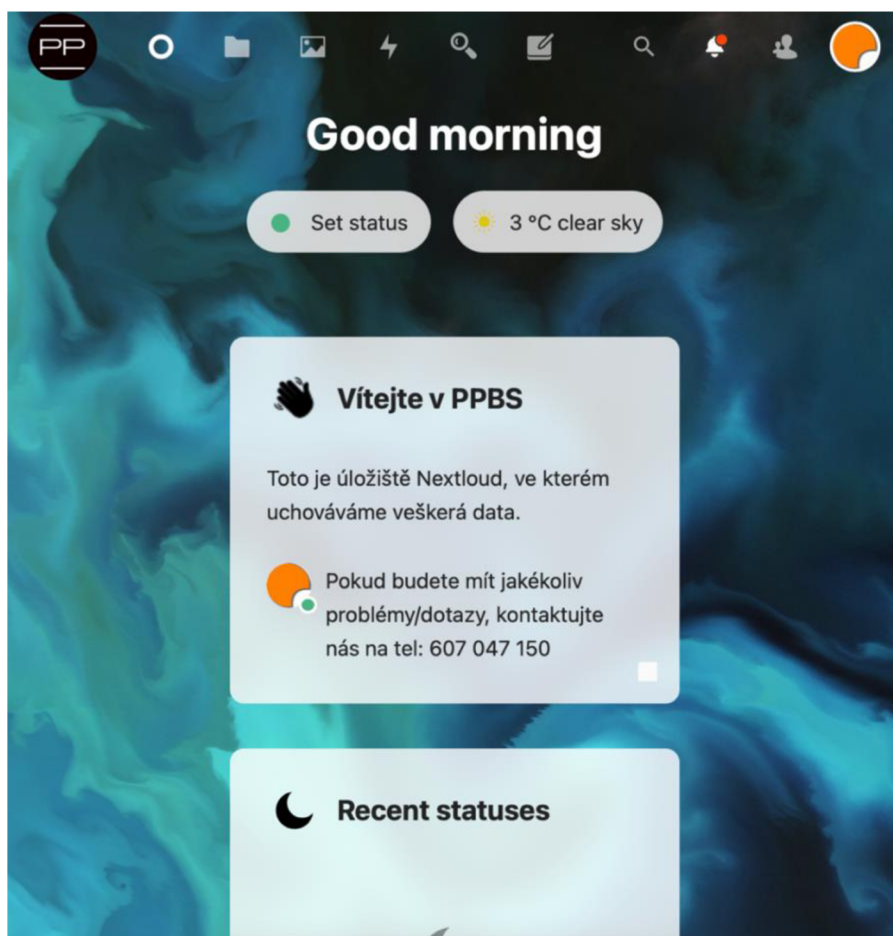 PP
Good morning
Set status
3 °C clear sky
Vítejte v PPBS
Toto je úložiště Nextloud, ve kterém
uchováváme veškerá data.
Pokud budete mít jakékoliv
problémy/dotazy, kontaktujte
nás na tel: 607 047 150
Recent statuses